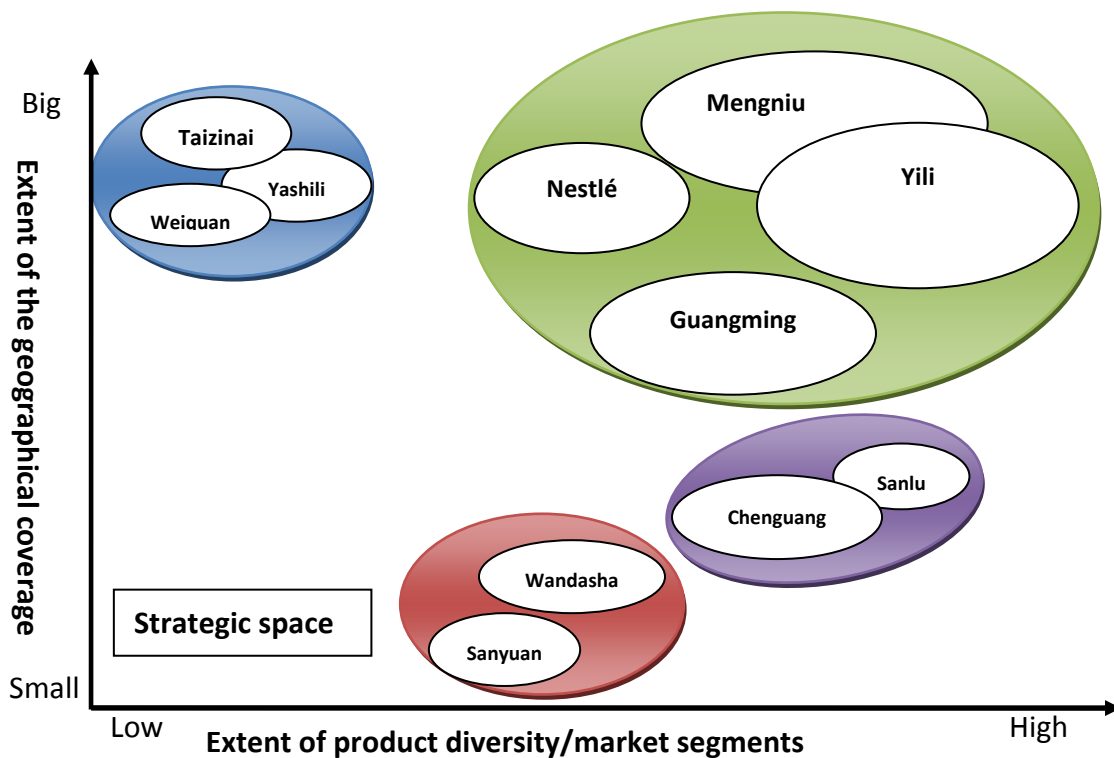 Big
Extent of the geographical coverage
Small
Taizinai
Yashili
Weiquan
Mengniu
Yili
Nestlé
Guangming
Sanlu
Chenguang
Wandasha
Sanyuan
Strategic space
Low
High
Extent of product diversity/market segments